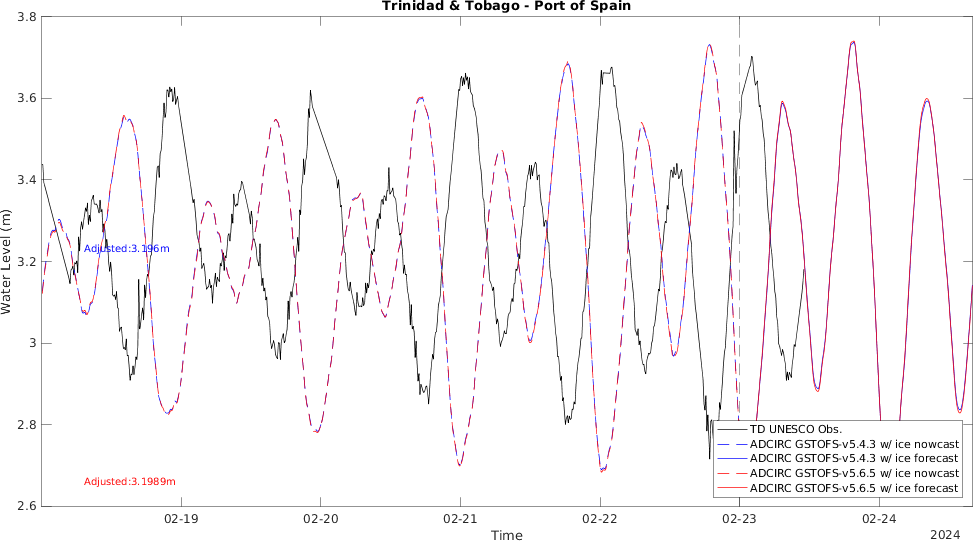 Trinidad & Tobago - Port of Spain
3.8
3.6
3.4
3.2
3
2.8
2.6
Water Level (m)
Adjusted:3.196m
Adjusted:3.1989m
TD UNESCO Obs.
ADCIRC GSTOFS-v5.4.3 w/ ice nowcast
ADCIRC GSTOFS-v5.4.3 w/ ice forecast
ADCIRC GSTOFS-v5.6.5 w/ ice nowcast
ADCIRC GSTOFS-v5.6.5 w/ ice forecast
02-19
02-20
02-21
02-22
02-23
02-24
Time
2024